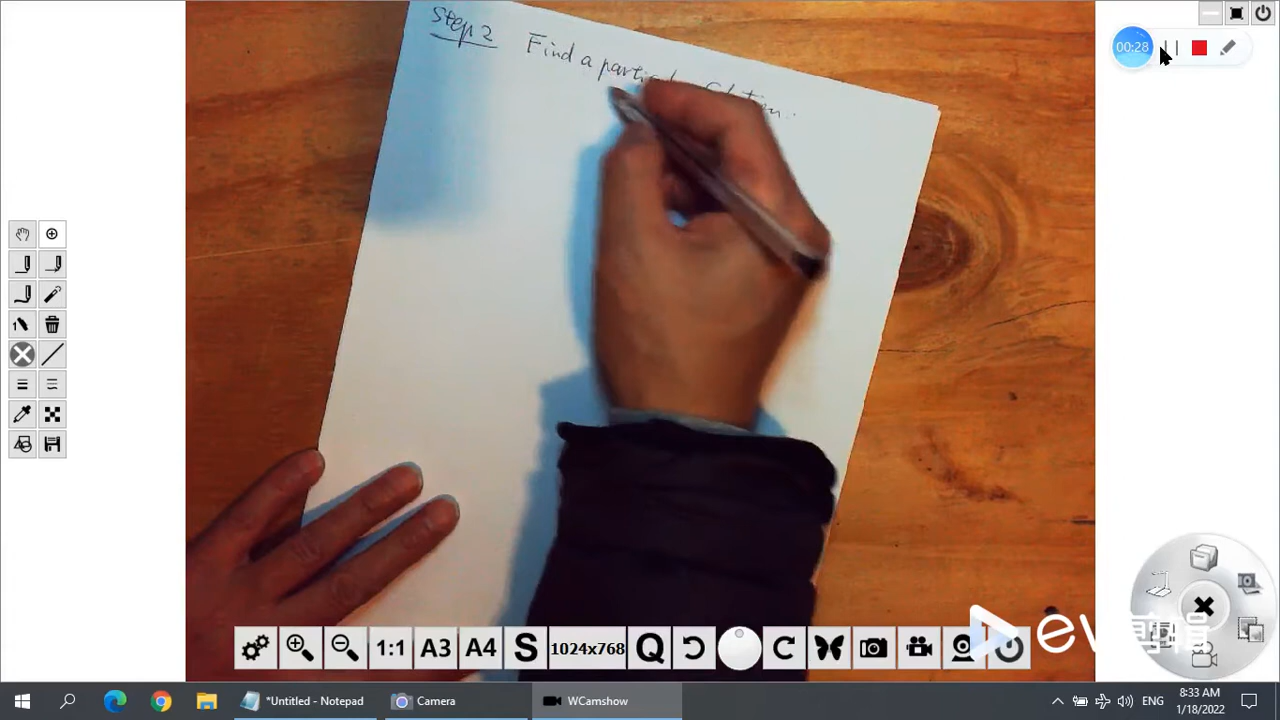 00:28
Step 2
Find a
1:1
A3
A4
S
1024x768
Q
*Untitled - Notepad
Camera
WCamshow
ENG
8:33 AM
1/18/2022